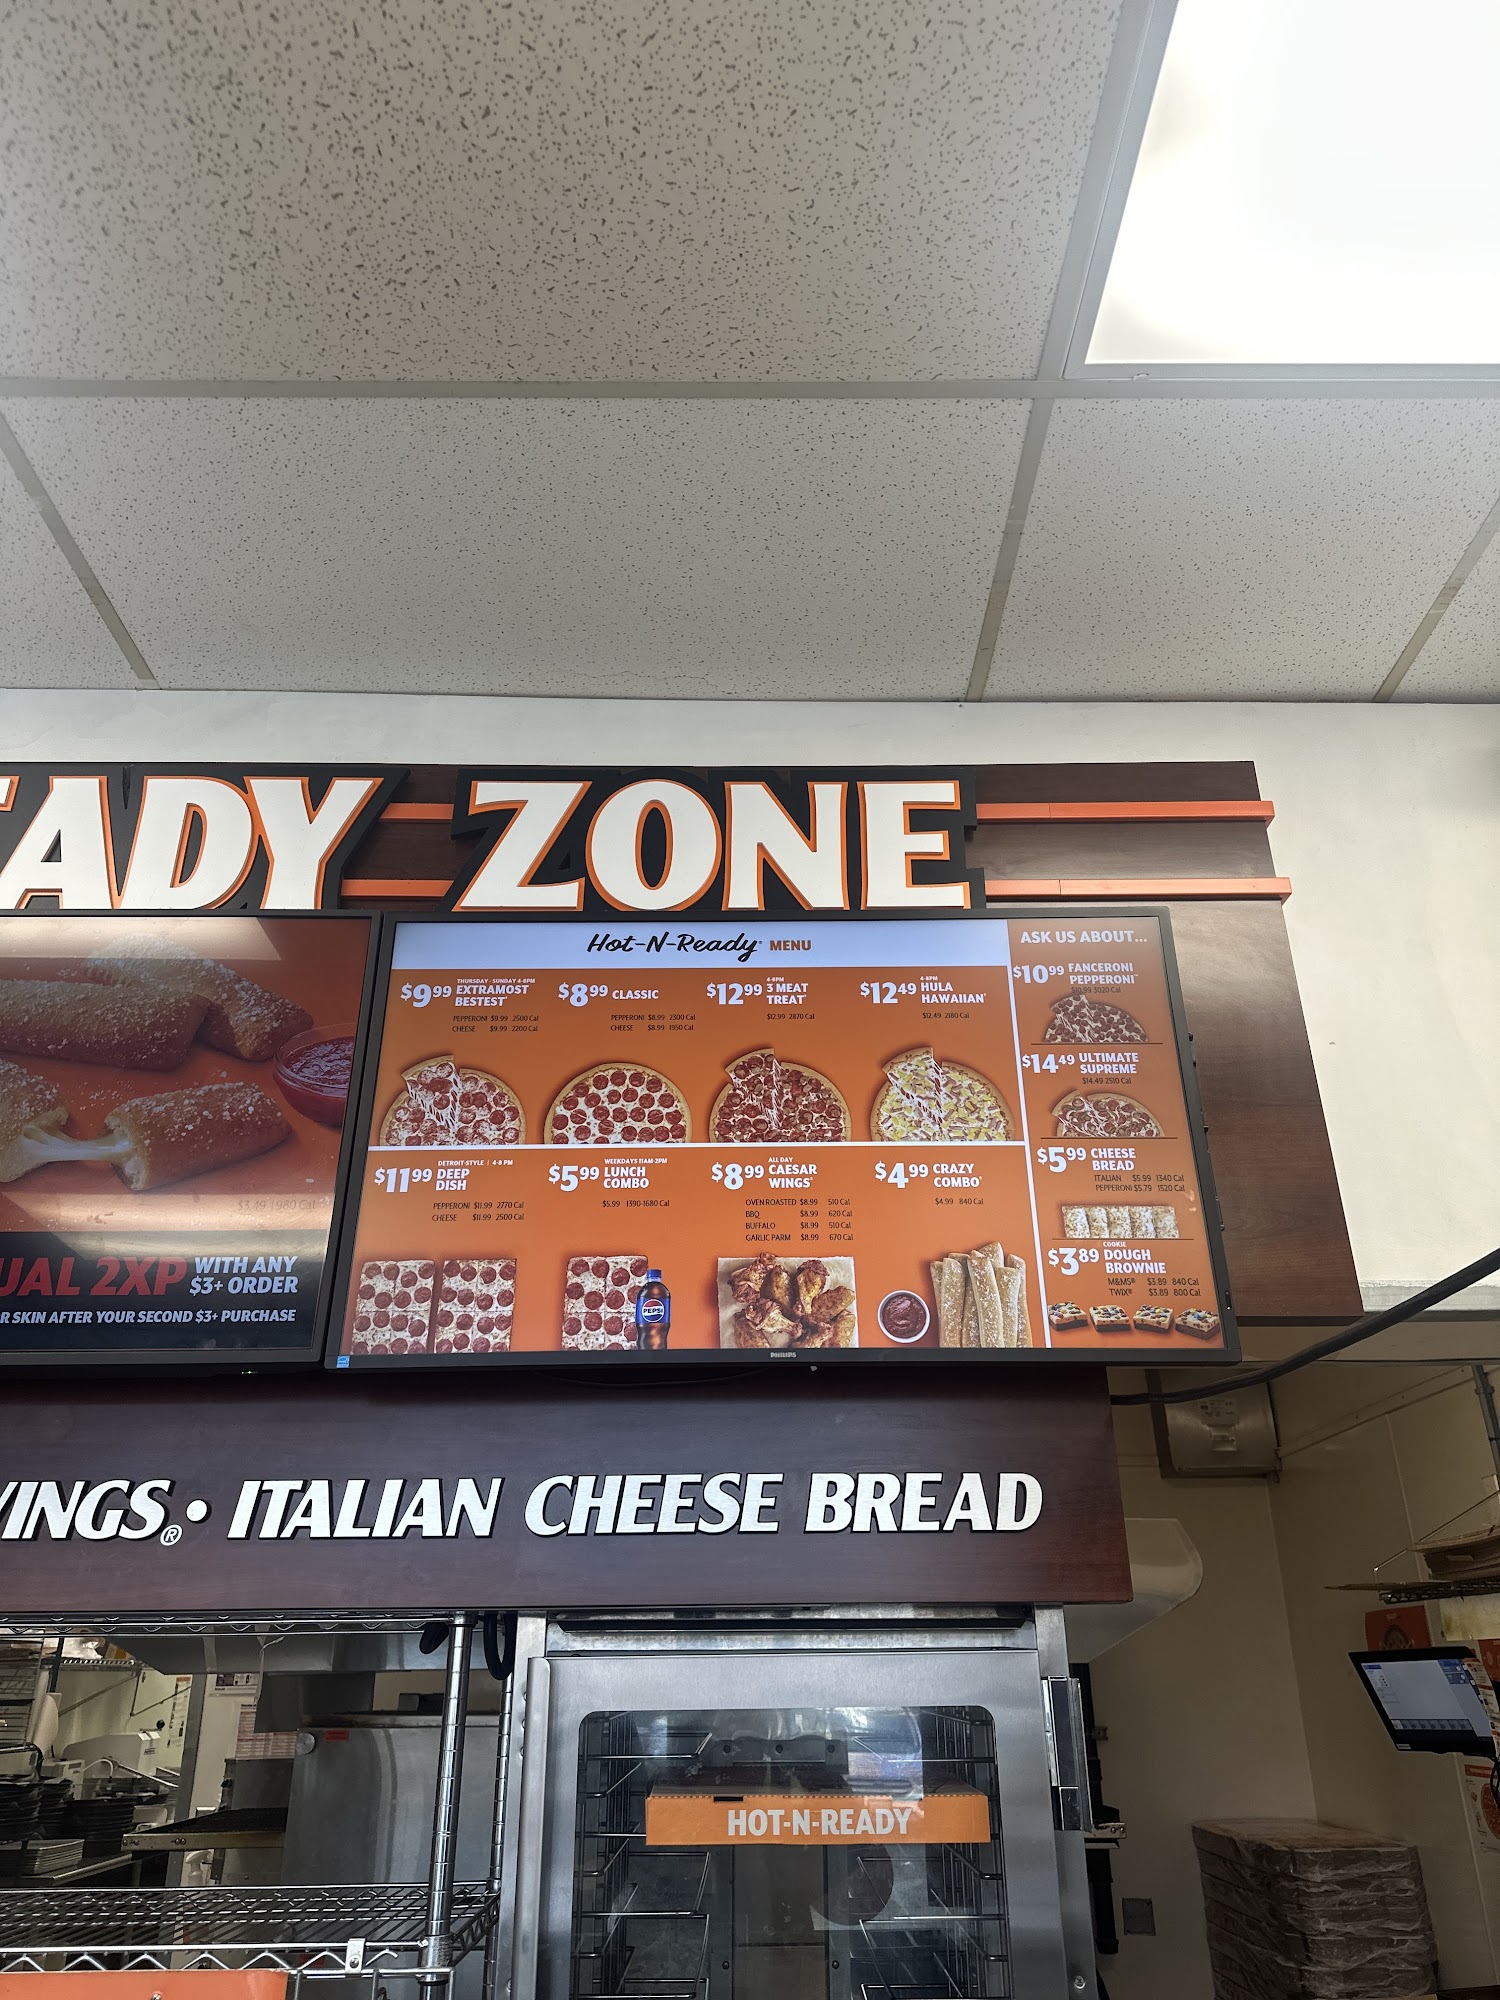 EADY ZONE
Hot-N-Ready MENU
THURSDAY - SUNDAY 4-8PM
$9.99 EXTRAMOST
BESTEST
PEPPERONI $9.99 2500 Cal
CHEESE $9.99 2200 Cal
$8.99 CLASSIC
PEPPERONI $8.99 2300 Cal
CHEESE $8.99 1950 Cal
4-8PM
$12.99 3 MEAT
TREAT
$12.99 2870 Cal
4-8PM
$12.49 HULA
HAWAIIAN
$12.49 2180 Cal
DETROIT-STYLE | 4-8 PM
$11.99 DEEP
DISH
PEPPERONI $11.99 2770 Cal
CHEESE $11.99 2500 Cal
WEEKDAYS 11AM-2PM
$5.99 LUNCH
COMBO
$5.99 1390-1680 Cal
PEPSI
ALL DAY
$8.99 CAESAR
WINGS
OVEN ROASTED $8.99 510 Cal
BBQ $8.99 620 Cal
BUFFALO $8.99 510 Cal
GARLIC PARM $8.99 670 Cal
$4.99 CRAZY
COMBO
$4.99 840 Cal
ASK US ABOUT...
$10.99 FANCERONI
PEPPERONI
$10.99 3020 Cal
$14.49 ULTIMATE
SUPREME
$14.49 2510 Cal
$5.99 CHEESE
BREAD
ITALIAN $5.99 1340 Cal
PEPPERONI $5.79 1520 Cal
COOKIE
$3.89 DOUGH
BROWNIE
M&MS® $3.89 840 Cal
TWIX® $3.89 800 Cal
PHILIPS
$3.49 1980 Cal
UAL 2XP WITH ANY
$3+ ORDER
R SKIN AFTER YOUR SECOND $3+ PURCHASE
INGS® • ITALIAN CHEESE BREAD
HOT-N-READY